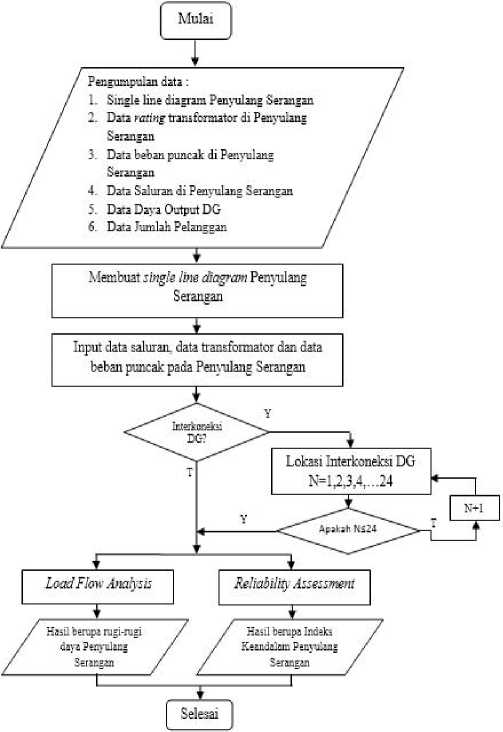 Mulai
Pengumpulan data :
1. Single line diagram Penyulang Serangan
2. Data rating transformator di Penyulang
Serangan
3. Data beban puncak di Penyulang
Serangan
4. Data Saluran di Penyulang Serangan
5. Data Daya Output DG
6. Data Jumlah Pelanggan
Membuat single line diagram Penyulang
Serangan
Input data saluran, data transformator dan data
beban puncak pada Penyulang Serangan
Interkoneksi
DG?
Y
T
Lokasi Interkoneksi DG
N=1,2,3,4,…24
N+1
Apakah N≤24
Y
T
Load Flow Analysis
Reliability Assessment
Hasil berupa rugi-rugi
daya Penyulang
Serangan
Hasil berupa Indeks
Keandalam Penyulang
Serangan
Selesai